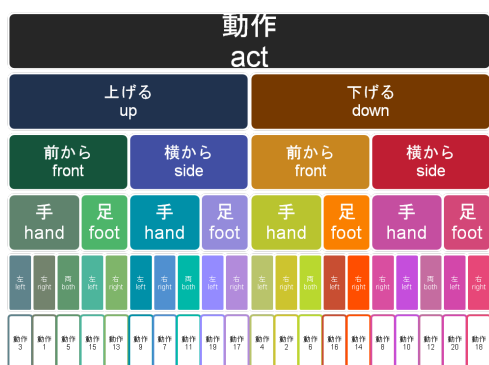 動作
act
上げる
up
下げる
down
前から
front
横から
side
前から
front
横から
side
手
hand
足
foot
手
hand
足
foot
手
hand
足
foot
手
hand
足
foot
左
left
右
right
両
both
左
left
右
right
左
left
右
right
両
both
左
left
右
right
左
left
右
right
両
both
左
left
右
right
左
left
右
right
両
both
左
left
右
right
動作
3
動作
1
動作
5
動作
15
動作
13
動作
9
動作
7
動作
11
動作
19
動作
17
動作
4
動作
2
動作
6
動作
16
動作
14
動作
8
動作
10
動作
12
動作
20
動作
18